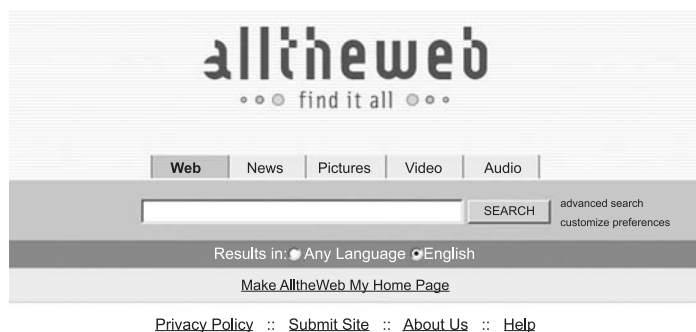 alltheweb
find it all
Web News Pictures Video Audio
SEARCH advanced search
customize preferences
Results in: Any Language English
Make AlltheWeb My Home Page
Privacy Policy :: Submit Site :: About Us :: Help